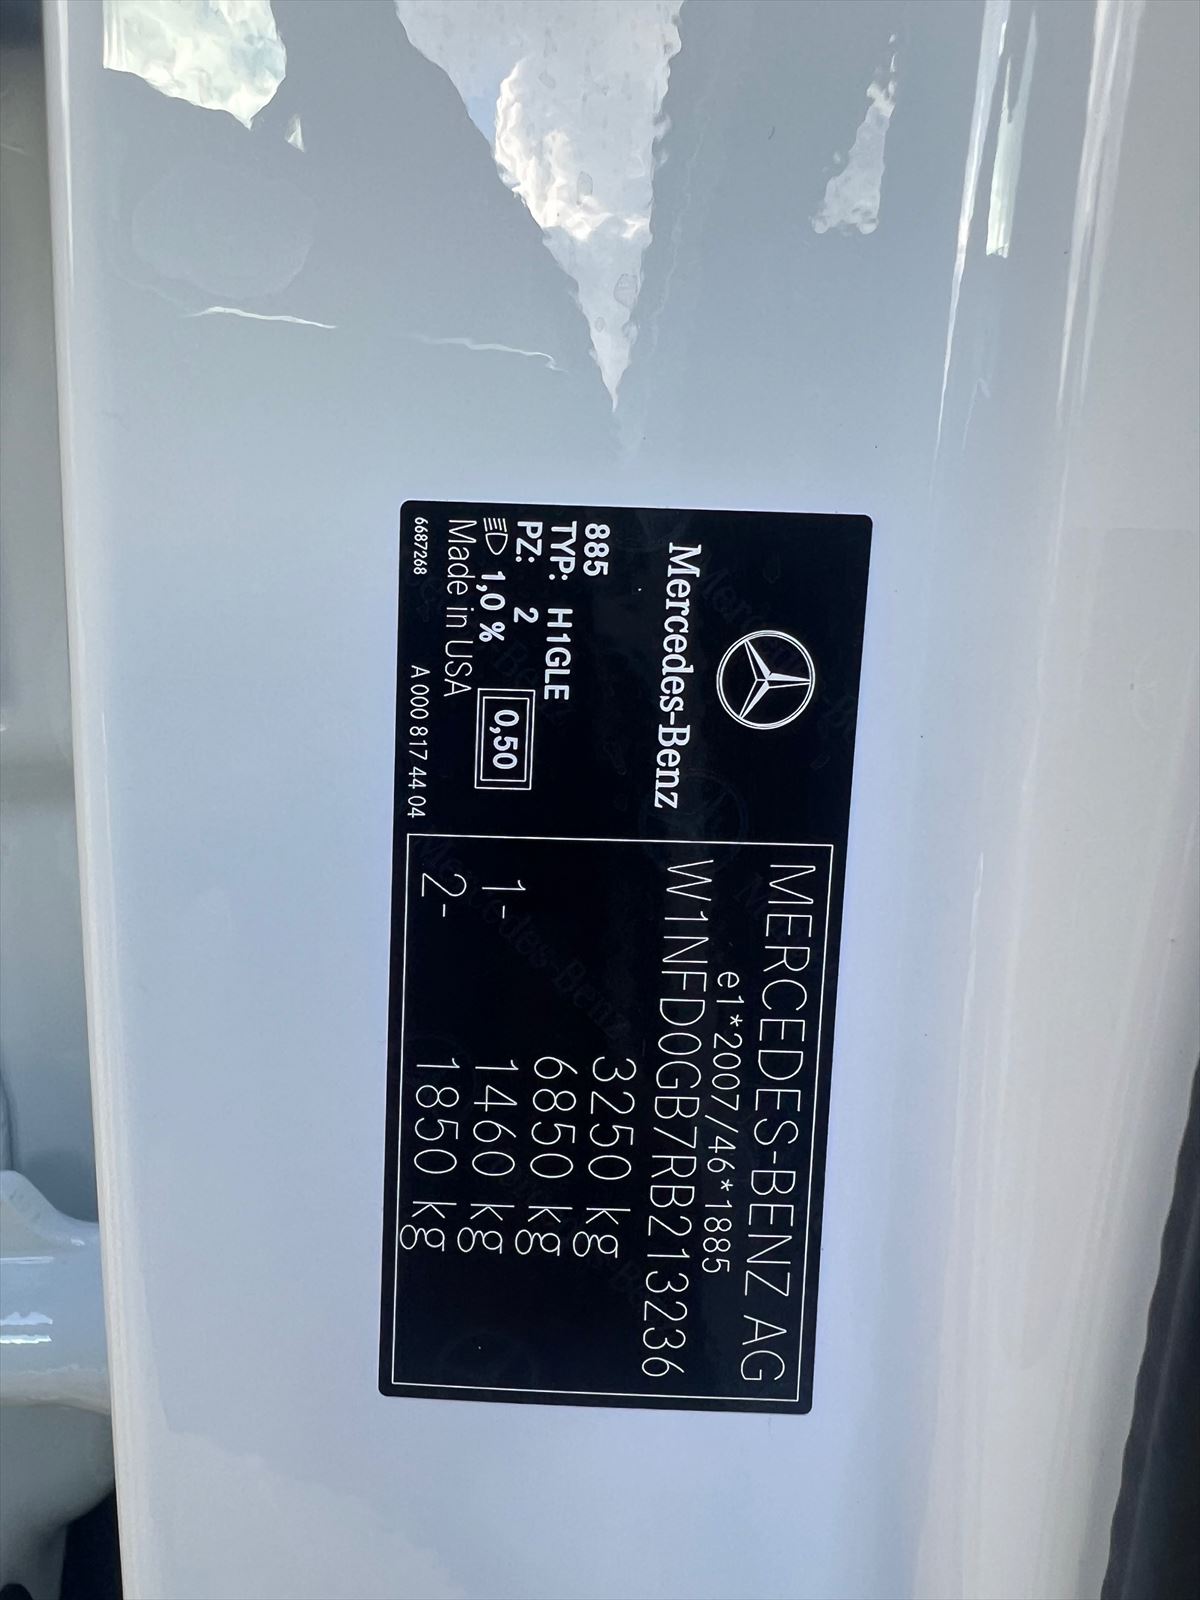 Mercedes-Benz
885
TYP: H1GLE
PZ: 2
1,0 %
0,50
Made in USA
6687268 A 000 817 44 04
MERCEDES-BENZ AG
e1*2007/46*1885
W1NFD0GB7RB213236
3250 kg
6850 kg
1- 1460 kg
2- 1850 kg